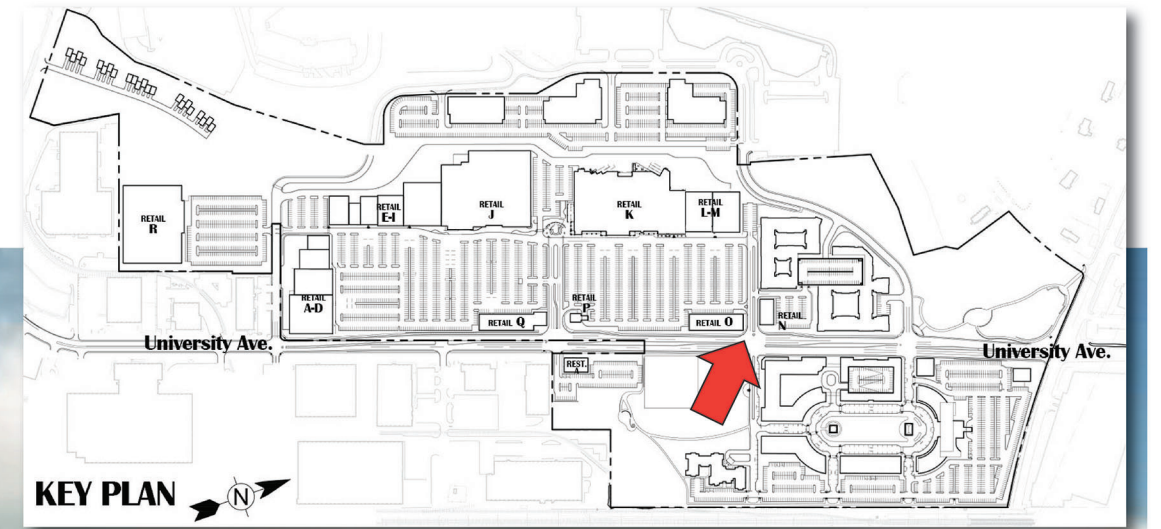 RETAIL
R
RETAIL
E-I
RETAIL
J
RETAIL
K
RETAIL
L-M
RETAIL
A-D
RETAIL Q
RETAIL
P
RETAIL O
RETAIL
N
University Ave.
University Ave.
REST.
A
KEY PLAN
N